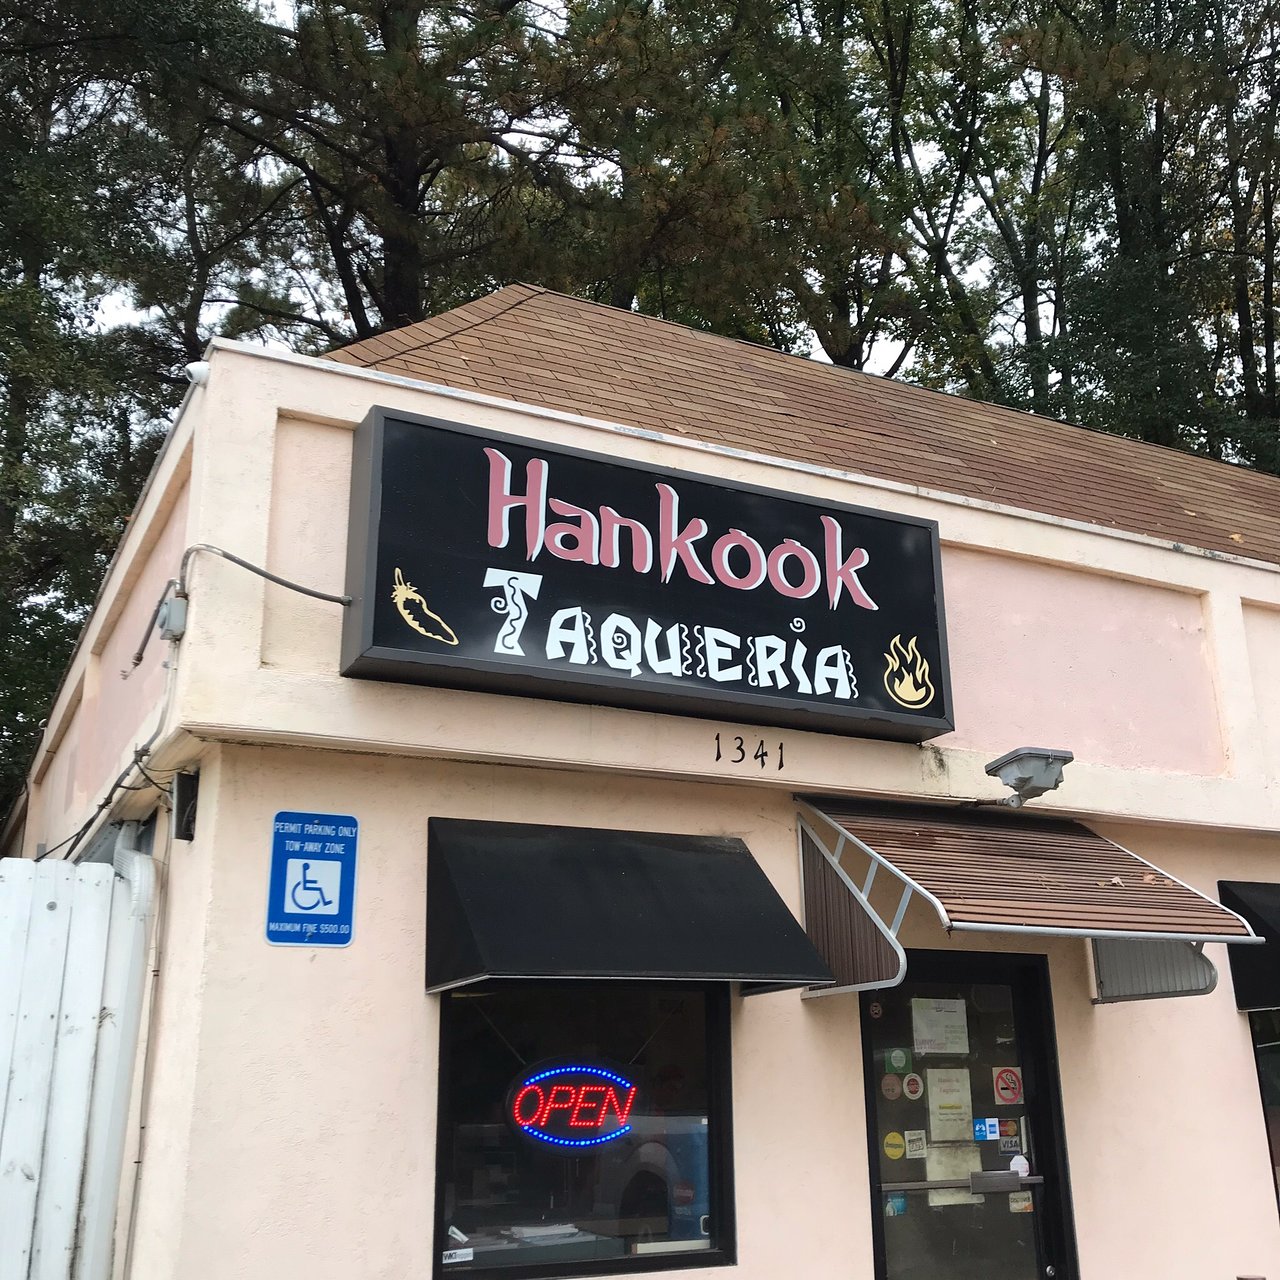 Hankook
TAQUERIA
1341
PERMIT PARKING ONLY
TOW-AWAY ZONE
MAXIMUM FINE $500.00
OPEN
VISA